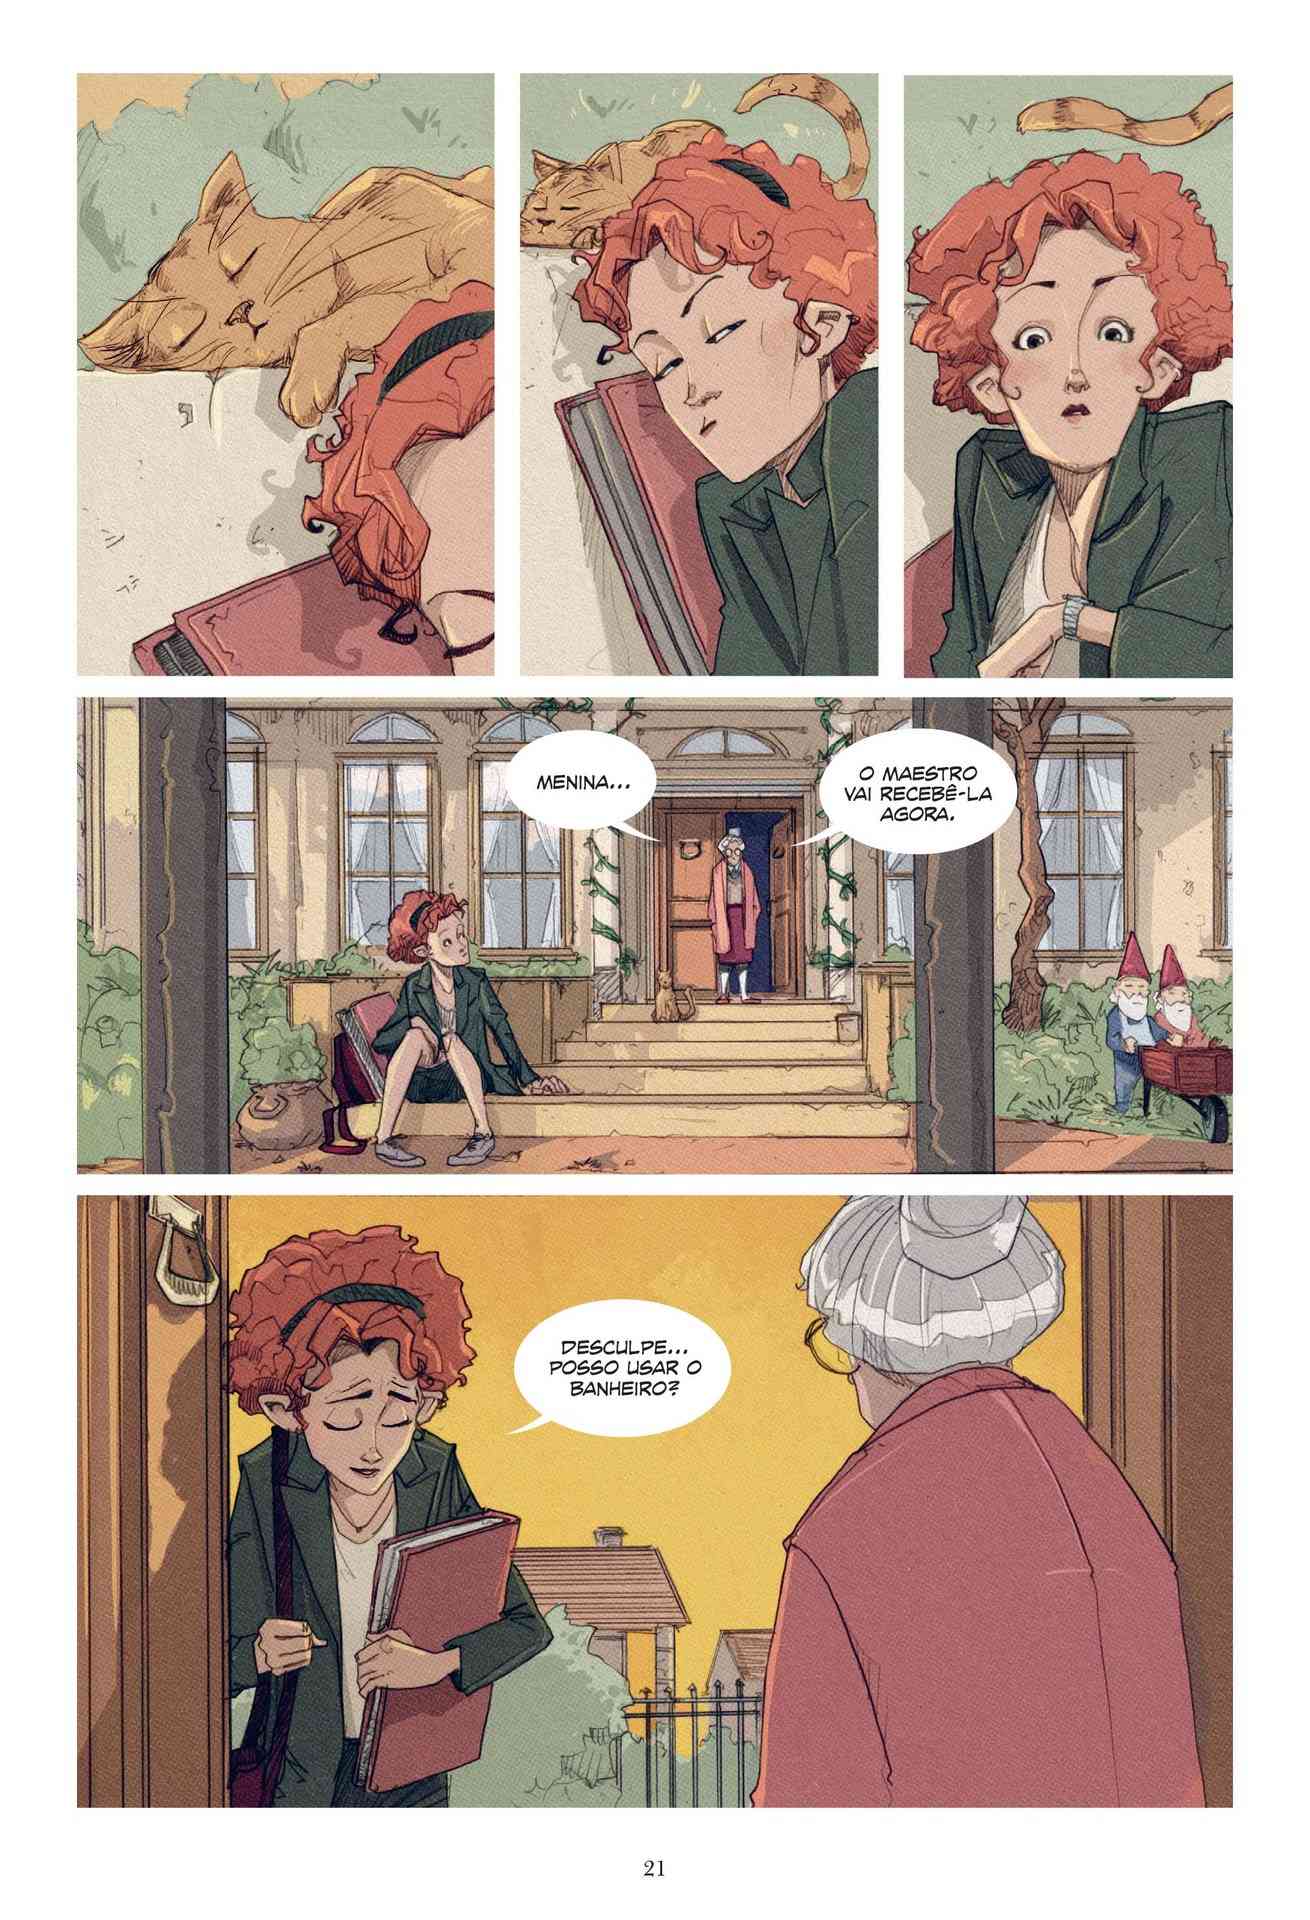 MENINA...
O MAESTRO
VAI RECEBÊ-LA
AGORA.
DESCULPE...
POSSO USAR O
BANHEIRO?
21